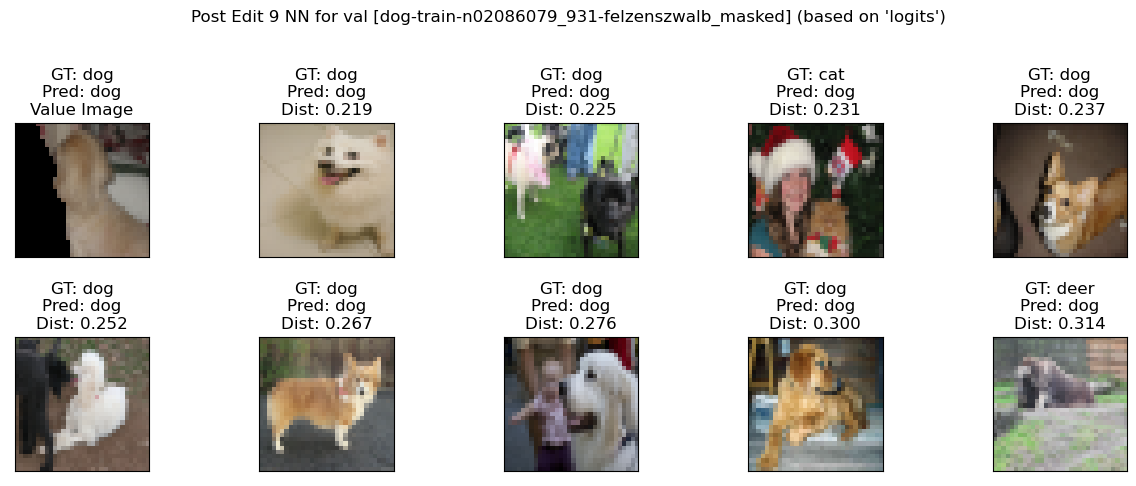 Post Edit 9 NN for val [dog-train-n02086079_931-felzenszwalb_masked] (based on 'logits')
GT: dog
Pred: dog
Value Image
GT: dog
Pred: dog
Dist: 0.219
GT: dog
Pred: dog
Dist: 0.225
GT: cat
Pred: dog
Dist: 0.231
GT: dog
Pred: dog
Dist: 0.237
GT: dog
Pred: dog
Dist: 0.252
GT: dog
Pred: dog
Dist: 0.267
GT: dog
Pred: dog
Dist: 0.276
GT: dog
Pred: dog
Dist: 0.300
GT: deer
Pred: dog
Dist: 0.314